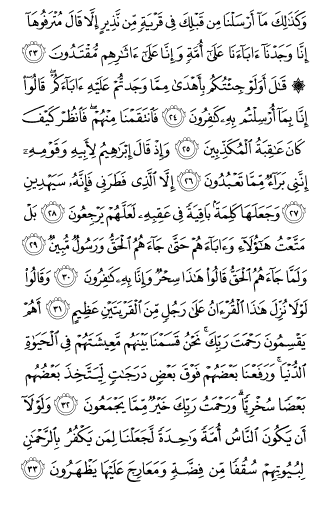 وَكَذَٰلِكَ مَآ أَرْسَلْنَا مِن قَبْلِكَ فِى قَرْيَةٍ مِّن نَّذِيرٍ إِلَّا قَالَ مُتْرَفُوهَآ
إِنَّا وَجَدْنَآ ءَابَآءَنَا عَلَىٰٓ أُمَّةٍ وَإِنَّا عَلَىٰٓ ءَاثَٰرِهِم مُّقْتَدُونَ ٢٣
۞ قَٰلَ أَوَلَوْ جِئْتُكُم بِأَهْدَىٰ مِمَّا وَجَدتُّمْ عَلَيْهِ ءَابَآءَكُمْ ۖ قَالُوٓا۟
إِنَّا بِمَآ أُرْسِلْتُم بِهِۦ كَٰفِرُونَ ٢٤ فَٱنتَقَمْنَا مِنْهُمْ ۖ فَٱنظُرْ كَيْفَ
كَانَ عَٰقِبَةُ ٱلْمُكَذِّبِينَ ٢٥ وَإِذْ قَالَ إِبْرَٰهِيمُ لِأَبِيهِ وَقَوْمِهِۦٓ
إِنَّنِى بَرَآءٌ مِّمَّا تَعْبُدُونَ ٢٦ إِلَّا ٱلَّذِى فَطَرَنِى فَإِنَّهُۥ سَيَهْدِينِ
٢٧ وَجَعَلَهَا كَلِمَةًۢ بَاقِيَةً فِى عَقِبِهِۦ لَعَلَّهُمْ يَرْجِعُونَ ٢٨ بَلْ
مَتَّعْتُ هَٰٓؤُلَآءِ وَءَابَآءَهُمْ حَتَّىٰ جَآءَهُمُ ٱلْحَقُّ وَرَسُولٌ مُّبِينٌ ٢٩
وَلَمَّا جَآءَهُمُ ٱلْحَقُّ قَالُوا۟ هَٰذَا سِحْرٌ وَإِنَّا بِهِۦ كَٰفِرُونَ ٣٠ وَقَالُوا۟
لَوْلَا نُزِّلَ هَٰذَا ٱلْقُرْءَانُ عَلَىٰ رَجُلٍ مِّنَ ٱلْقَرْيَتَيْنِ عَظِيمٍ ٣١ أَهُمْ
يَقْسِمُونَ رَحْمَتَ رَبِّكَ ۚ نَحْنُ قَسَمْنَا بَيْنَهُم مَّعِيشَتَهُمْ فِى ٱلْحَيَوٰةِ
ٱلدُّنْيَا ۚ وَرَفَعْنَا بَعْضَهُمْ فَوْقَ بَعْضٍ دَرَجَٰتٍ لِّيَتَّخِذَ بَعْضُهُم
بَعْضًا سُخْرِيًّا ۗ وَرَحْمَتُ رَبِّكَ خَيْرٌ مِّمَّا يَجْمَعُونَ ٣٢ وَلَوْلَآ
أَن يَكُونَ ٱلنَّاسُ أُمَّةً وَٰحِدَةً لَّجَعَلْنَا لِمَن يَكْفُرُ بِٱلرَّحْمَٰنِ
لِبُيُوتِهِمْ سُقُفًا مِّن فِضَّةٍ وَمَعَارِجَ عَلَيْهَا يَظْهَرُونَ ٣٣